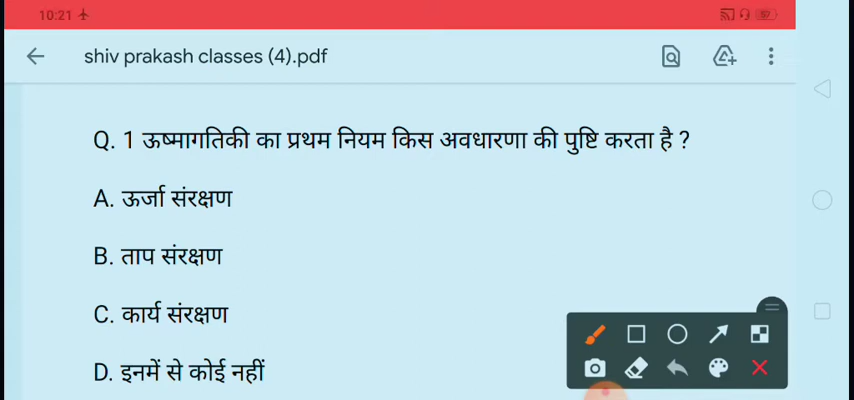 10:21
57
shiv prakash classes (4).pdf
Q. 1 ऊष्मागतिकी का प्रथम नियम किस अवधारणा की पुष्टि करता है ?
A. ऊर्जा संरक्षण
B. ताप संरक्षण
C. कार्य संरक्षण
D. इनमें से कोई नहीं